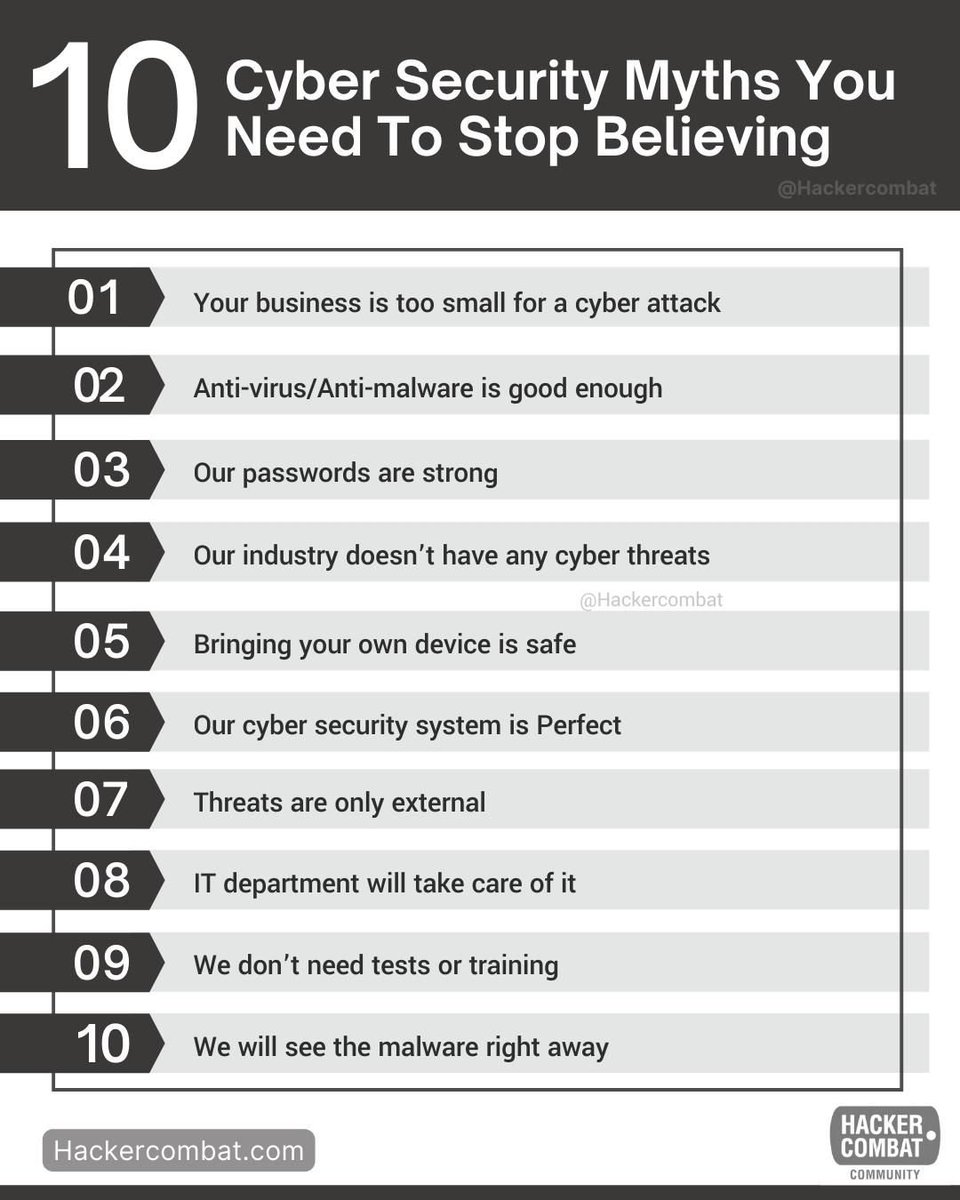 10
Cyber Security Myths You
Need To Stop Believing
@Hackercombat
01
Your business is too small for a cyber attack
02
Anti-virus/Anti-malware is good enough
03
Our passwords are strong
04
Our industry doesn't have any cyber threats
@Hackercombat
05
Bringing your own device is safe
06
Our cyber security system is Perfect
07
Threats are only external
08
IT department will take care of it
09
We don't need tests or training
10
We will see the malware right away
Hackercombat.com
HACKER
COMBAT
COMMUNITY